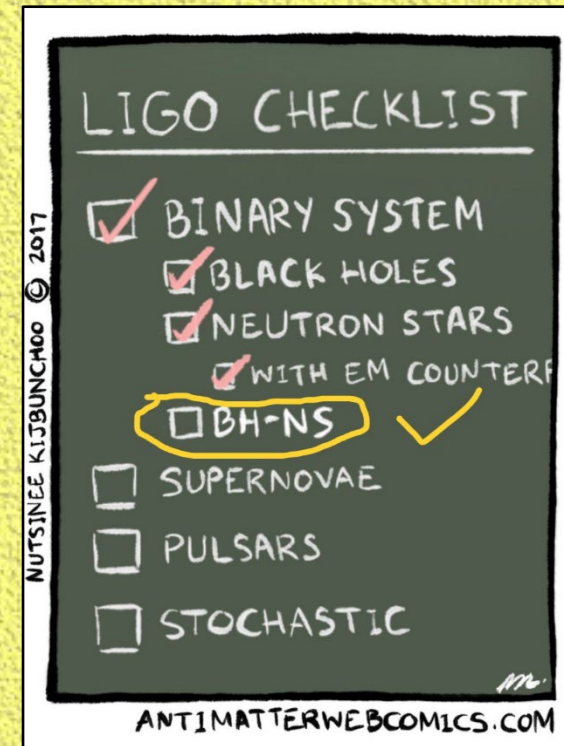 LIGO CHECKLIST
BINARY SYSTEM
BLACK HOLES
NEUTRON STARS
WITH EM
BH-NS
SUPERNOVAE
PULSARS
STOCHASTIC
NUTSINEE KIJBUNCHOO © 2017
ANTIMATTERWEBCOMICS.COM